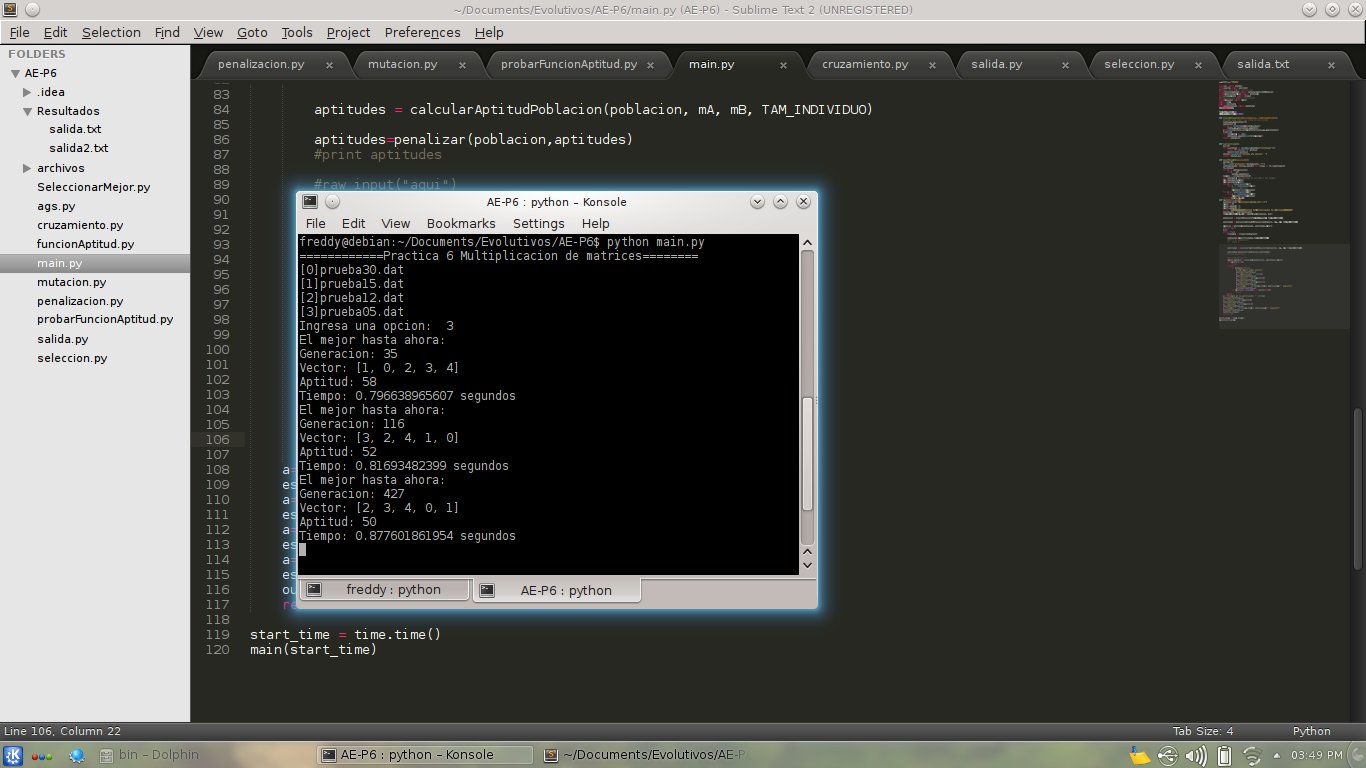 ~/Documents/Evolutivos/AE-P6/main.py (AE-P6) - Sublime Text 2 (UNREGISTERED)
File Edit Selection Find View Goto Tools Project Preferences Help
FOLDERS
AE-P6
.idea
Resultados
salida.txt
salida2.txt
archivos
SeleccionarMejor.py
ags.py
cruzamiento.py
funcionAptitud.py
main.py
mutacion.py
penalizacion.py
probarFuncionAptitud.py
salida.py
seleccion.py
penalizacion.py × mutacion.py × probarFuncionAptitud.py × main.py × cruzamiento.py × salida.py × seleccion.py × salida.txt ×
83
84 aptitudes = calcularAptitudPoblacion(poblacion, mA, mB, TAM_INDIVIDUO)
85
86 aptitudes=penalizar(poblacion,aptitudes)
87 #print aptitudes
88
89 #raw_input("aqui")
90
91
92
93
94
95
96
97
98
99
100
101
102
103
104
105
106
107
108 a=
109 es
110 a=
111 es
112 a=
113 es
114 a=
115 es
116 ou
117 re
118
119 start_time = time.time()
120 main(start_time)
AE-P6 : python – Konsole
File Edit View Bookmarks Settings Help
freddy@debian:~/Documents/Evolutivos/AE-P6$ python main.py
============Practica 6 Multiplicacion de matrices========
[0]prueba30.dat
[1]prueba15.dat
[2]prueba12.dat
[3]prueba05.dat
Ingresa una opcion:  3
El mejor hasta ahora:
Generacion: 35
Vector: [1, 0, 2, 3, 4]
Aptitud: 58
Tiempo: 0.796638965607 segundos
El mejor hasta ahora:
Generacion: 116
Vector: [3, 2, 4, 1, 0]
Aptitud: 52
Tiempo: 0.81693482399 segundos
El mejor hasta ahora:
Generacion: 427
Vector: [2, 3, 4, 0, 1]
Aptitud: 50
Tiempo: 0.877601861954 segundos
freddy : python AE-P6 : python
Line 106, Column 22 Tab Size: 4 Python
bin – Dolphin AE-P6 : python – Konsole ~/Documents/Evolutivos/AE-P 03:49 PM